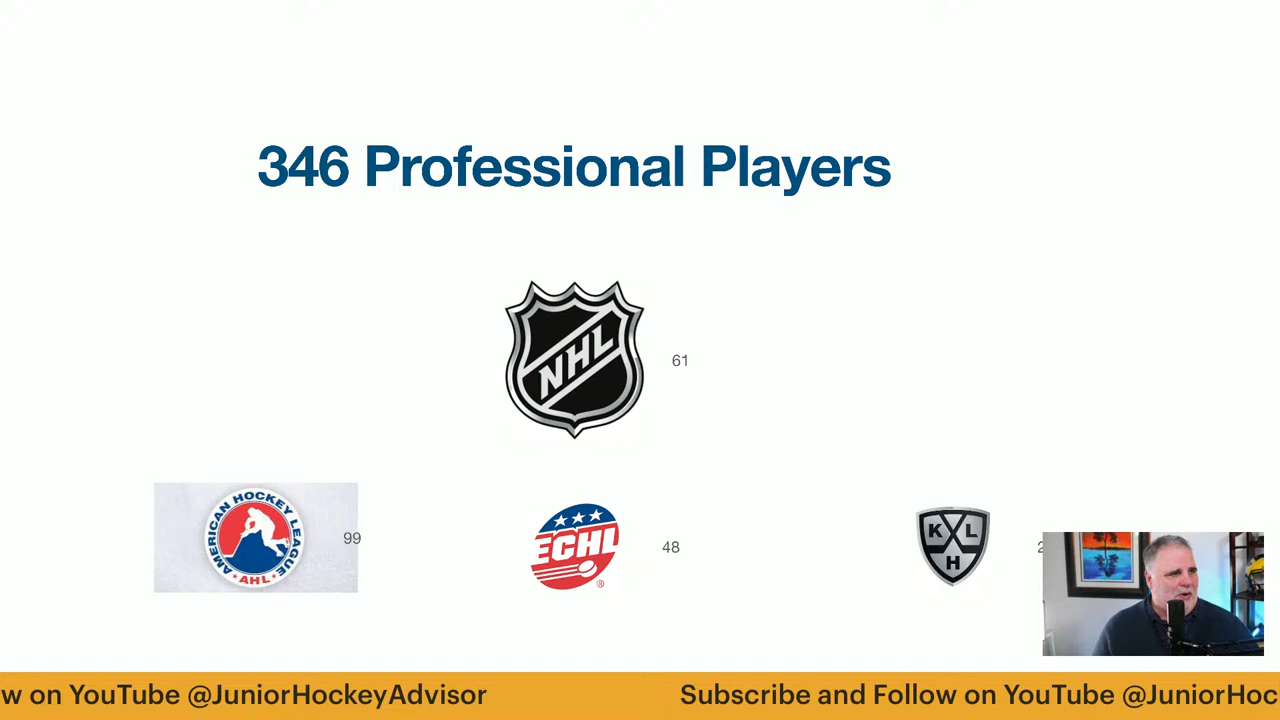 346 Professional Players
NHL
61
AMERICAN HOCKEY LEAGUE
AHL
99
ECHL
®
48
KHL
w on YouTube @JuniorHockeyAdvisor
Subscribe and Follow on YouTube @JuniorHoc